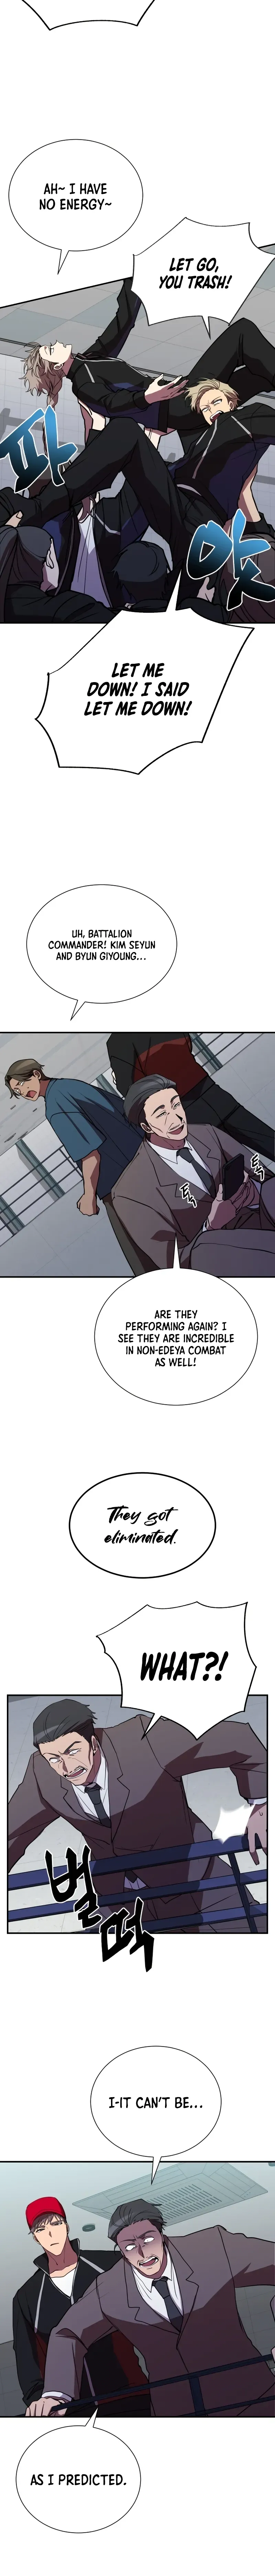 AH~ I HAVE
NO ENERGY~
LET GO,
YOU TRASH!
파
앗
LET ME
DOWN! I SAID
LET ME DOWN!
UH, BATTALION
COMMANDER! KIM SEYUN
AND BYUN GIYOUNG...
ARE THEY
PERFORMING AGAIN? I
SEE THEY ARE INCREDIBLE
IN NON-EDEYA COMBAT
AS WELL!
They got
eliminated.
WHAT?!
벌
떡
I-IT CAN'T BE...
AS I PREDICTED.